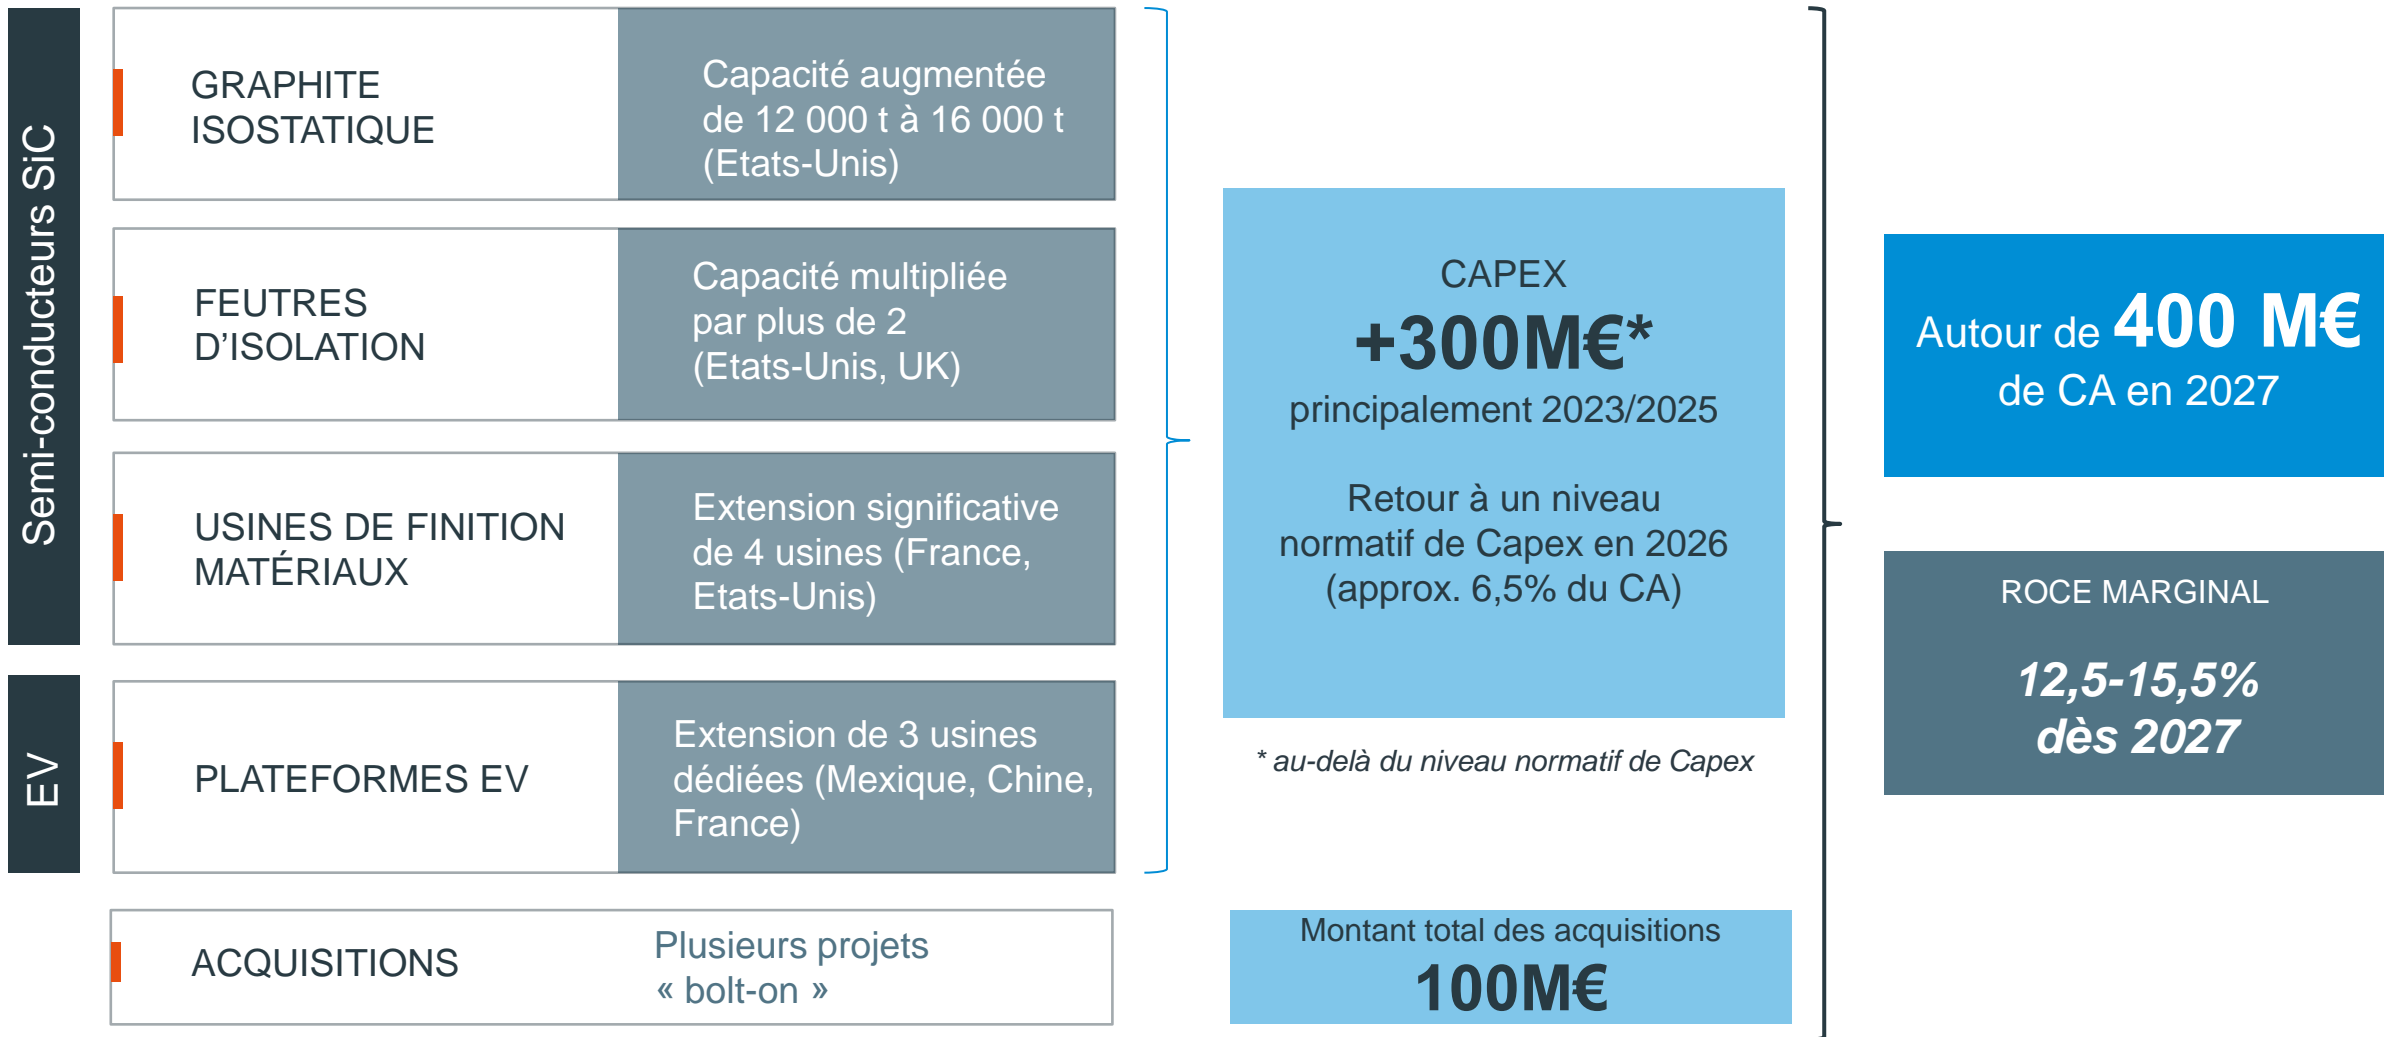 Semi-conducteurs SiC
GRAPHITE
ISOSTATIQUE
Capacité augmentée
de 12 000 t à 16 000 t
(Etats-Unis)
FEUTRES
D’ISOLATION
Capacité multipliée
par plus de 2
(Etats-Unis, UK)
USINES DE FINITION
MATÉRIAUX
Extension significative
de 4 usines (France,
Etats-Unis)
EV
PLATEFORMES EV
Extension de 3 usines
dédiées (Mexique, Chine,
France)
ACQUISITIONS
Plusieurs projets
« bolt-on »
CAPEX
+300M€*
principalement 2023/2025
Retour à un niveau
normatif de Capex en 2026
(approx. 6,5% du CA)
* au-delà du niveau normatif de Capex
Montant total des acquisitions
100M€
Autour de 400 M€
de CA en 2027
ROCE MARGINAL
12,5-15,5%
dès 2027